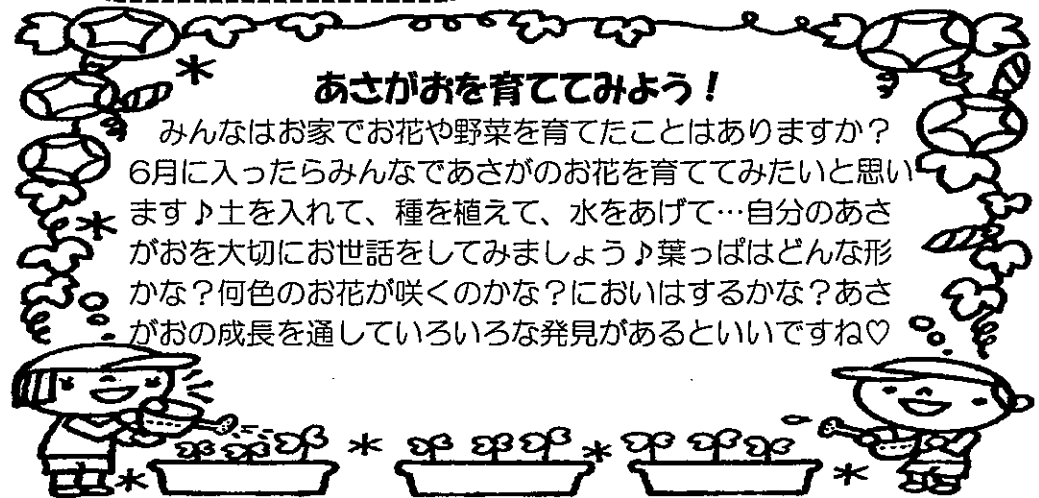 あさがおを育ててみよう！
みんなはお家でお花や野菜を育てたことはありますか？
6月に入ったらみんなであさがのお花を育ててみたいと思い
ます♪土を入れて、種を植えて、水をあげて…自分のあさ
がおを大切にお世話をしてみましょう♪葉っぱはどんな形
かな？何色のお花が咲くのかな？においはするかな？あさ
がおの成長を通していろいろな発見があるといいですね♡